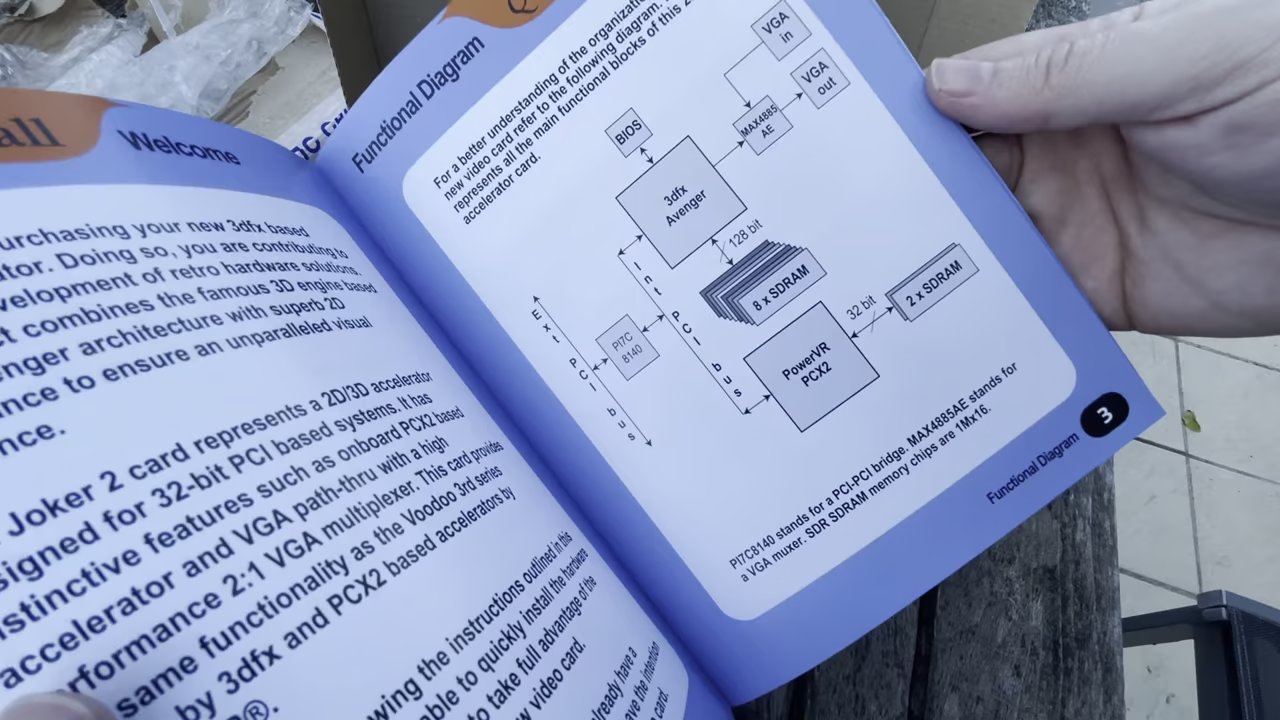 all
Welcome
urchasing your new 3dfx based
ator. Doing so, you are contributing to
velopment of retro hardware solutions.
ct combines the famous 3D engine based
enger architecture with superb 2D
nce to ensure an unparalleled visual
nce.
Joker 2 card represents a 2D/3D accelerator
signed for 32-bit PCI based systems. It has
stinctive features such as onboard PCX2 based
accelerator and VGA path-thru with a high
rformance 2:1 VGA multiplexer. This card provides
same functionality as the Voodoo 3rd series
by 3dfx and PCX2 based accelerators by
®.
wing the instructions outlined in this
able to quickly install the hardware
to take full advantage of the
w video card.
already have a
ave the intention
card.
Functional Diagram
For a better understanding of the
new video card refer to the following diagram.
represents all the main functional blocks of this
accelerator card.
VGA
in
VGA
out
MAX4885
AE
BIOS
3dfx
Avenger
128 bit
8 x SDRAM
2 x SDRAM
32 bit
Int PCI bus
Ext PCI bus
PI7C
8140
PowerVR
PCX2
PI7C8140 stands for a PCI-PCI bridge. MAX4885AE stands for
a VGA muxer. SDR SDRAM memory chips are 1Mx16.
Functional Diagram
3